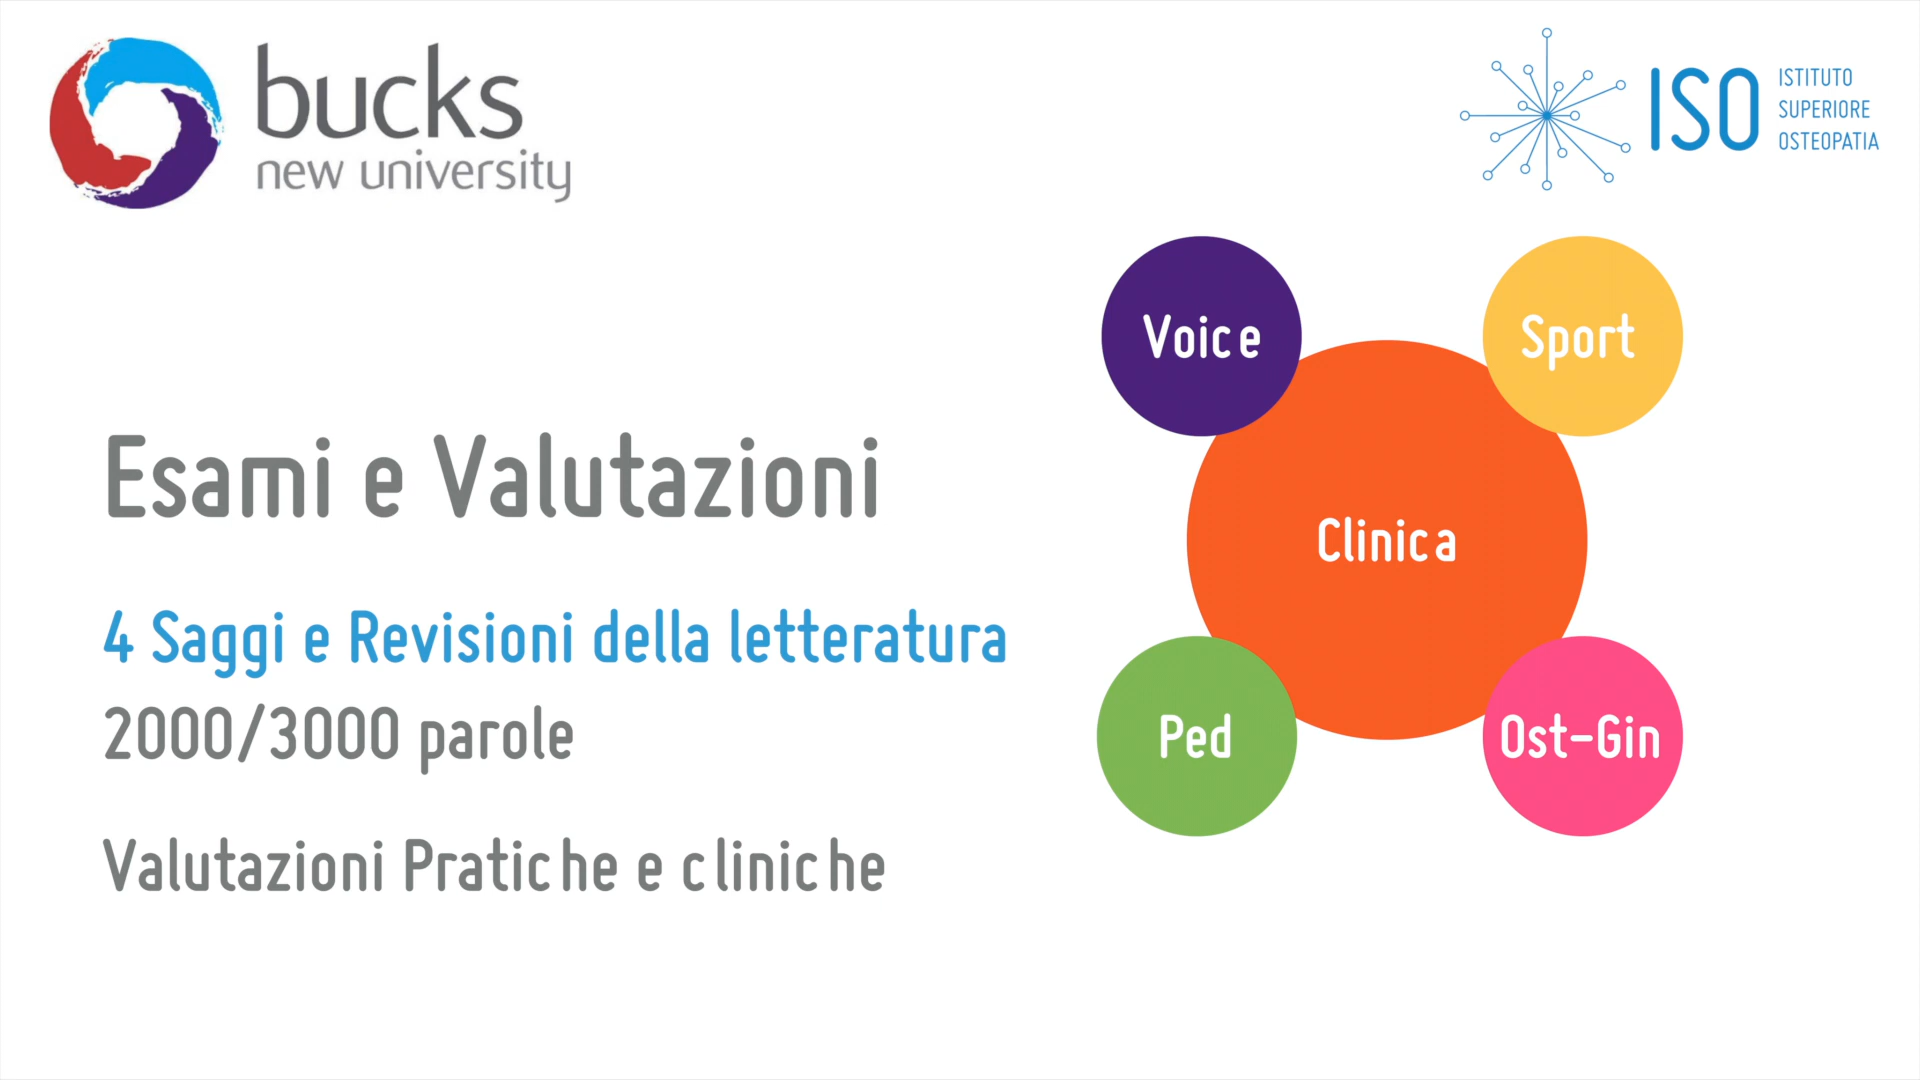 bucks
new university
ISO
ISTITUTO
SUPERIORE
OSTEOPATIA
Esami e Valutazioni
4 Saggi e Revisioni della letteratura
2000/3000 parole
Valutazioni Pratiche e cliniche
Voice
Sport
Clinica
Ped
Ost-Gin